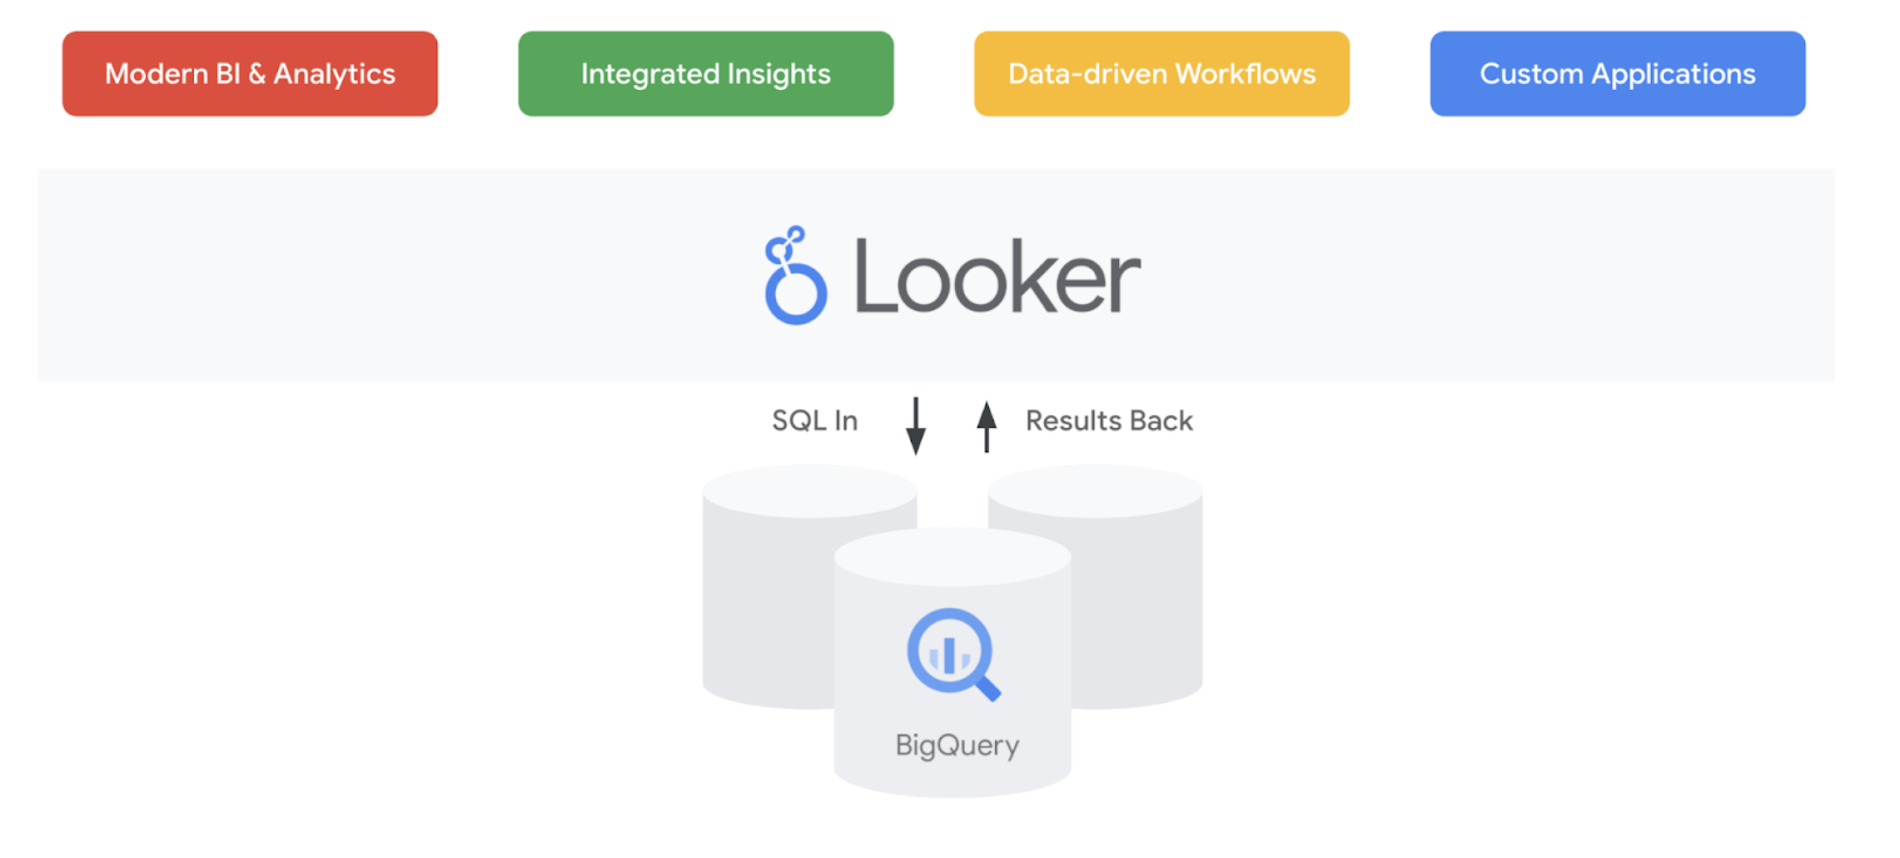 Modern BI & Analytics
Integrated Insights
Data-driven Workflows
Custom Applications
Looker
SQL In
Results Back
BigQuery